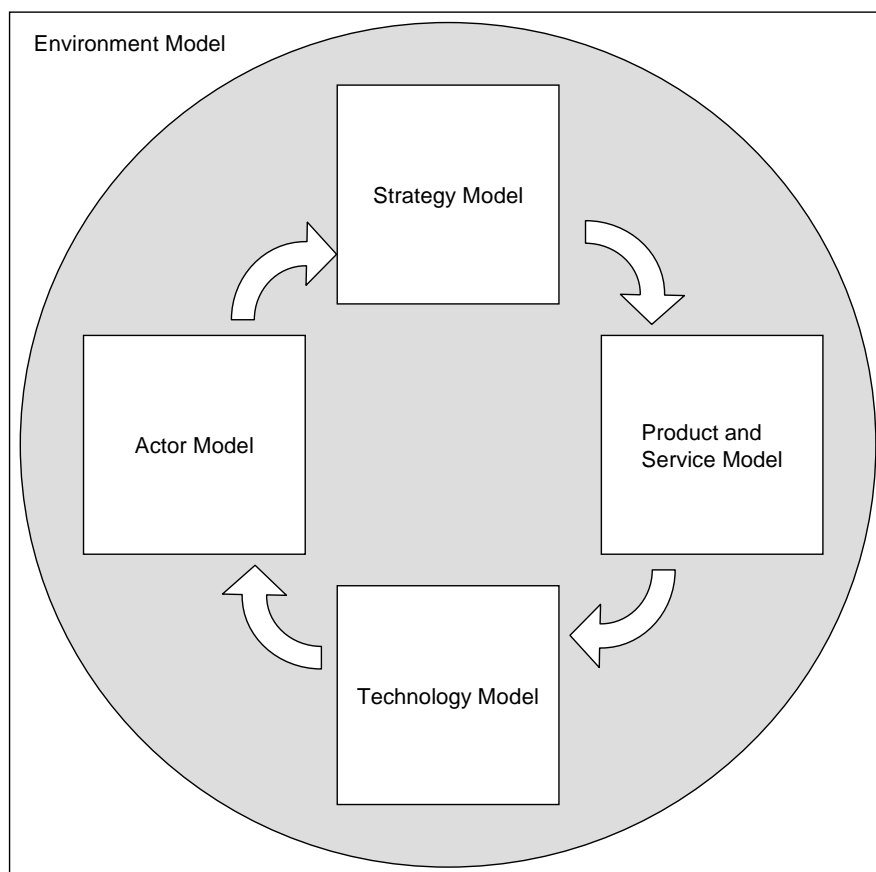 Environment Model
Strategy Model
Actor Model
Product and
Service Model
Technology Model